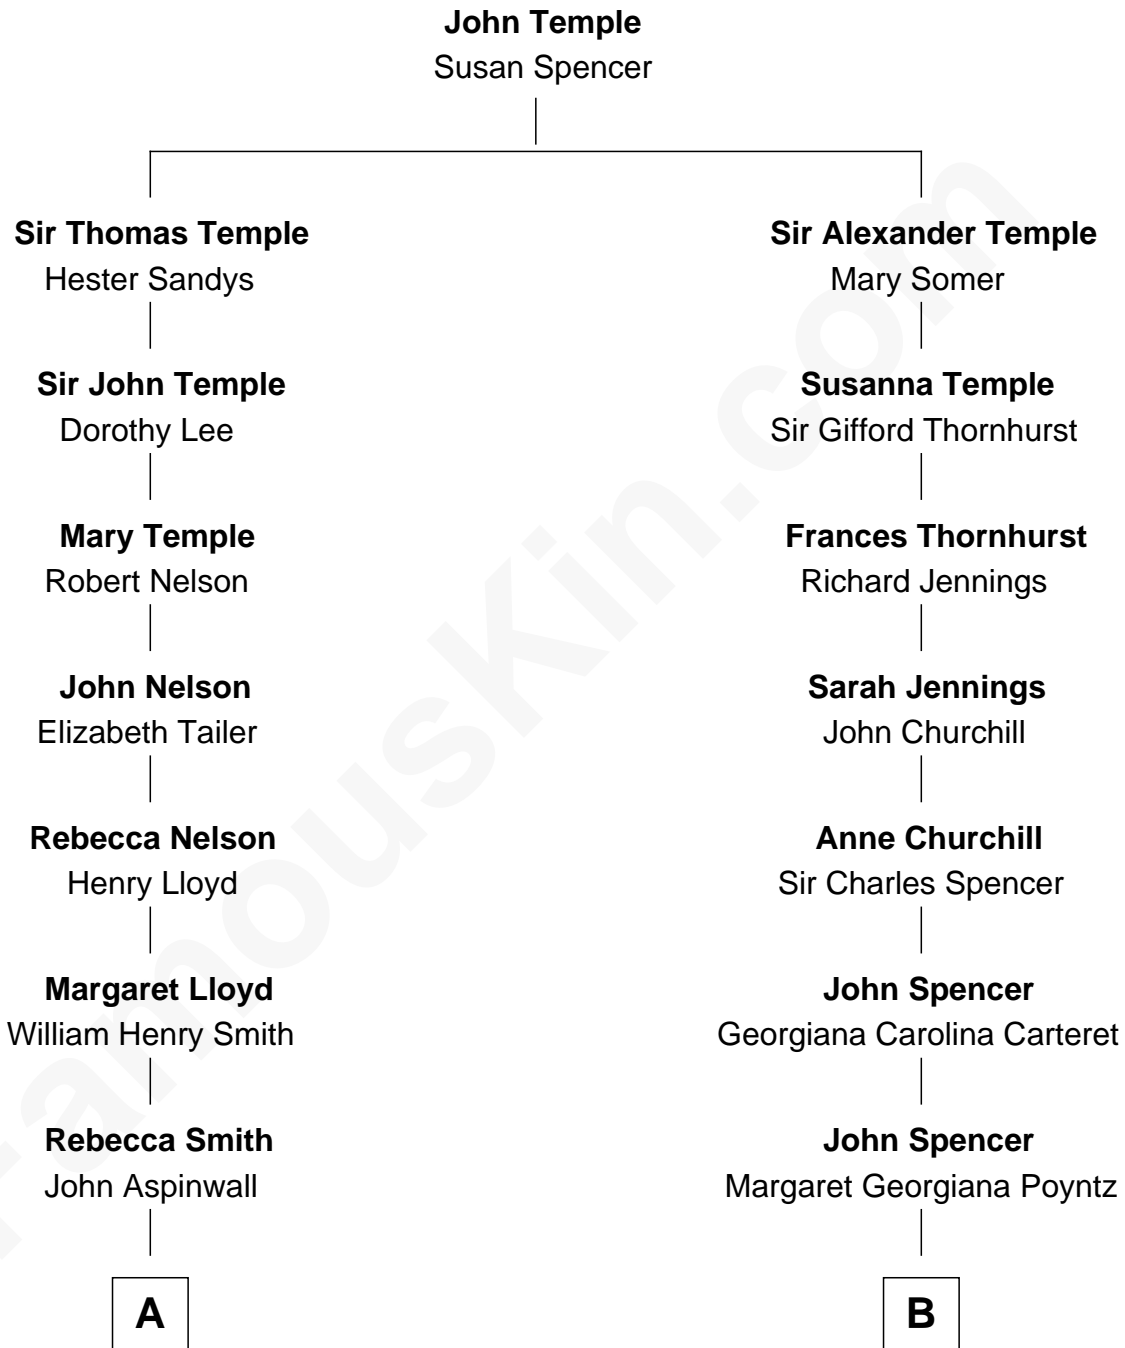 John Temple
Susan Spencer
Sir Thomas Temple
Hester Sandys
Sir Alexander Temple
Mary Somer
Sir John Temple
Dorothy Lee
Susanna Temple
Sir Gifford Thornhurst
Mary Temple
Robert Nelson
Frances Thornhurst
Richard Jennings
John Nelson
Elizabeth Tailer
Sarah Jennings
John Churchill
Rebecca Nelson
Henry Lloyd
Anne Churchill
Sir Charles Spencer
Margaret Lloyd
William Henry Smith
John Spencer
Georgiana Carolina Carteret
Rebecca Smith
John Aspinwall
John Spencer
Margaret Georgiana Poyntz
A
B
FamousKin.com